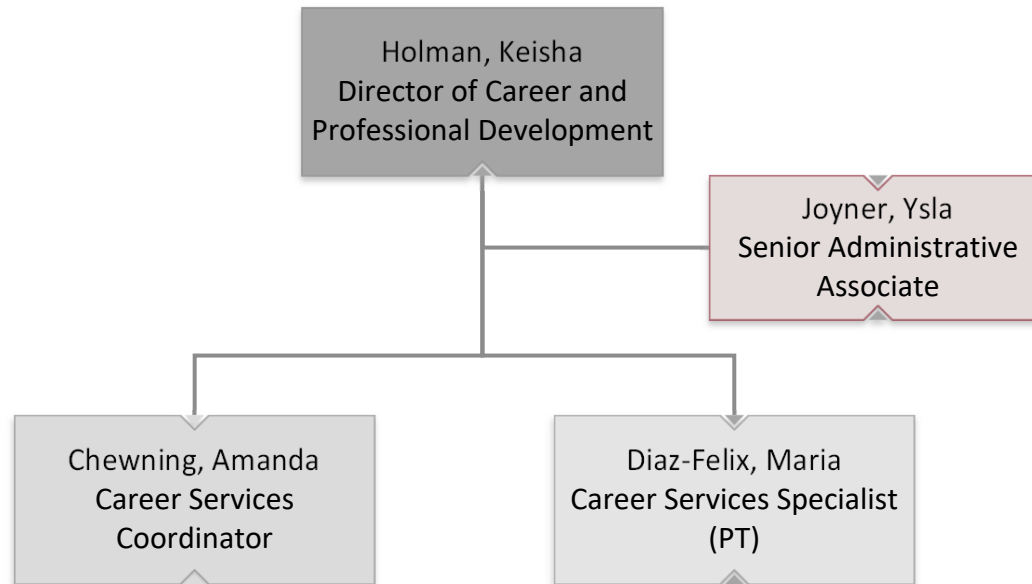 Holman, Keisha
Director of Career and
Professional Development
Joyner, Ysla
Senior Administrative
Associate
Chewning, Amanda
Career Services
Coordinator
Diaz-Felix, Maria
Career Services Specialist
(PT)